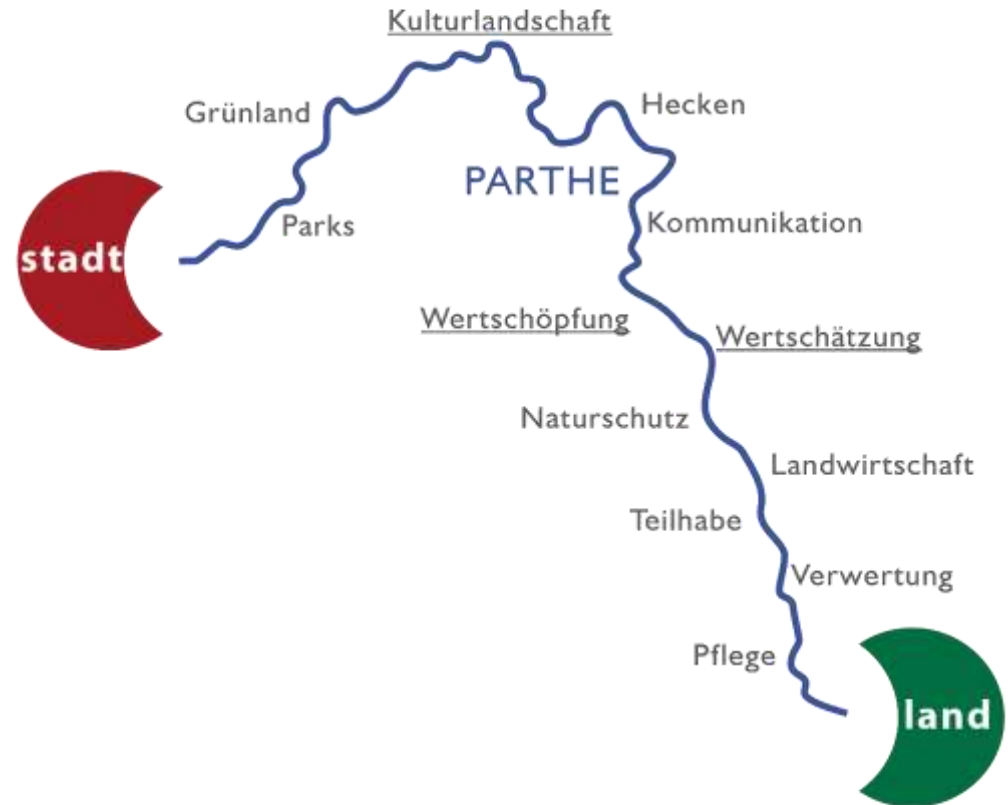 Kulturlandschaft
Grünland
Hecken
PARTHE
Parks
Kommunikation
stadt
Wertschöpfung
Wertschätzung
Naturschutz
Landwirtschaft
Teilhabe
Verwertung
Pflege
land